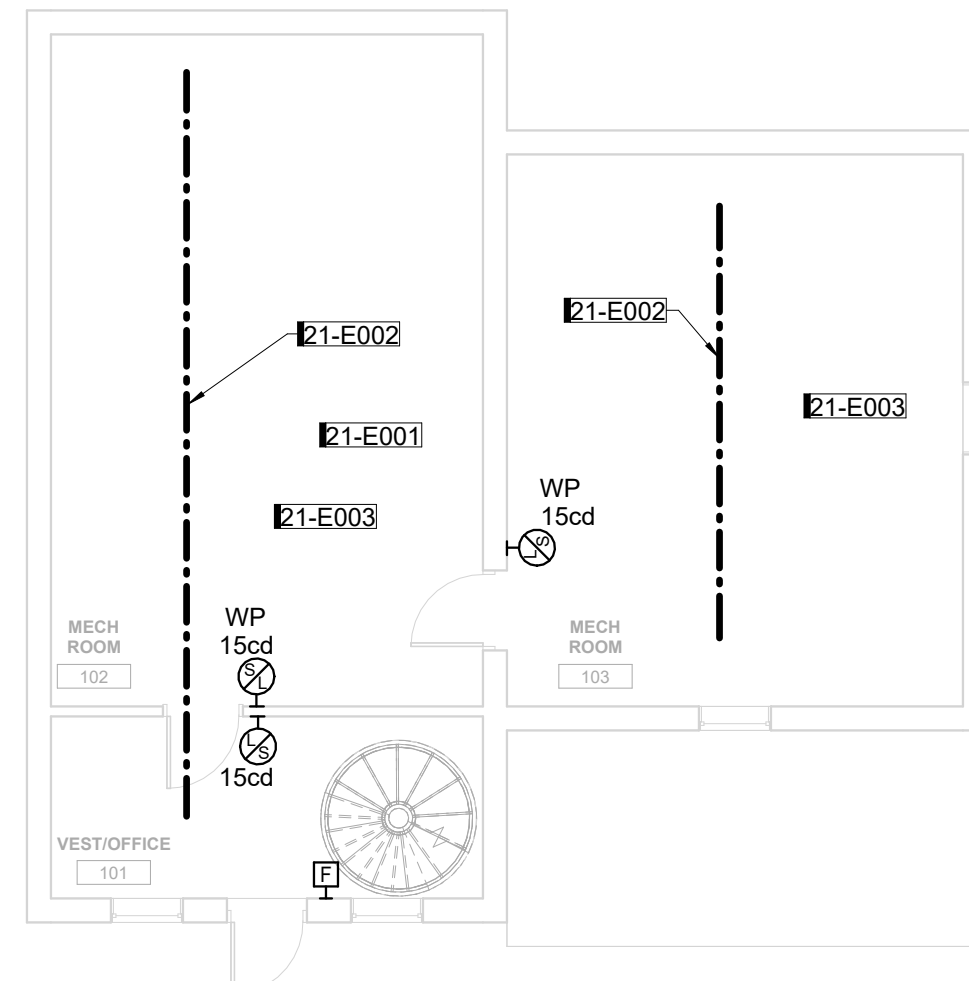 21-E002
21-E002
21-E003
21-E001
21-E003
WP
15cd
L
S
WP
15cd
S
L
L
S
15cd
MECH
ROOM
102
MECH
ROOM
103
VEST/OFFICE
101
F